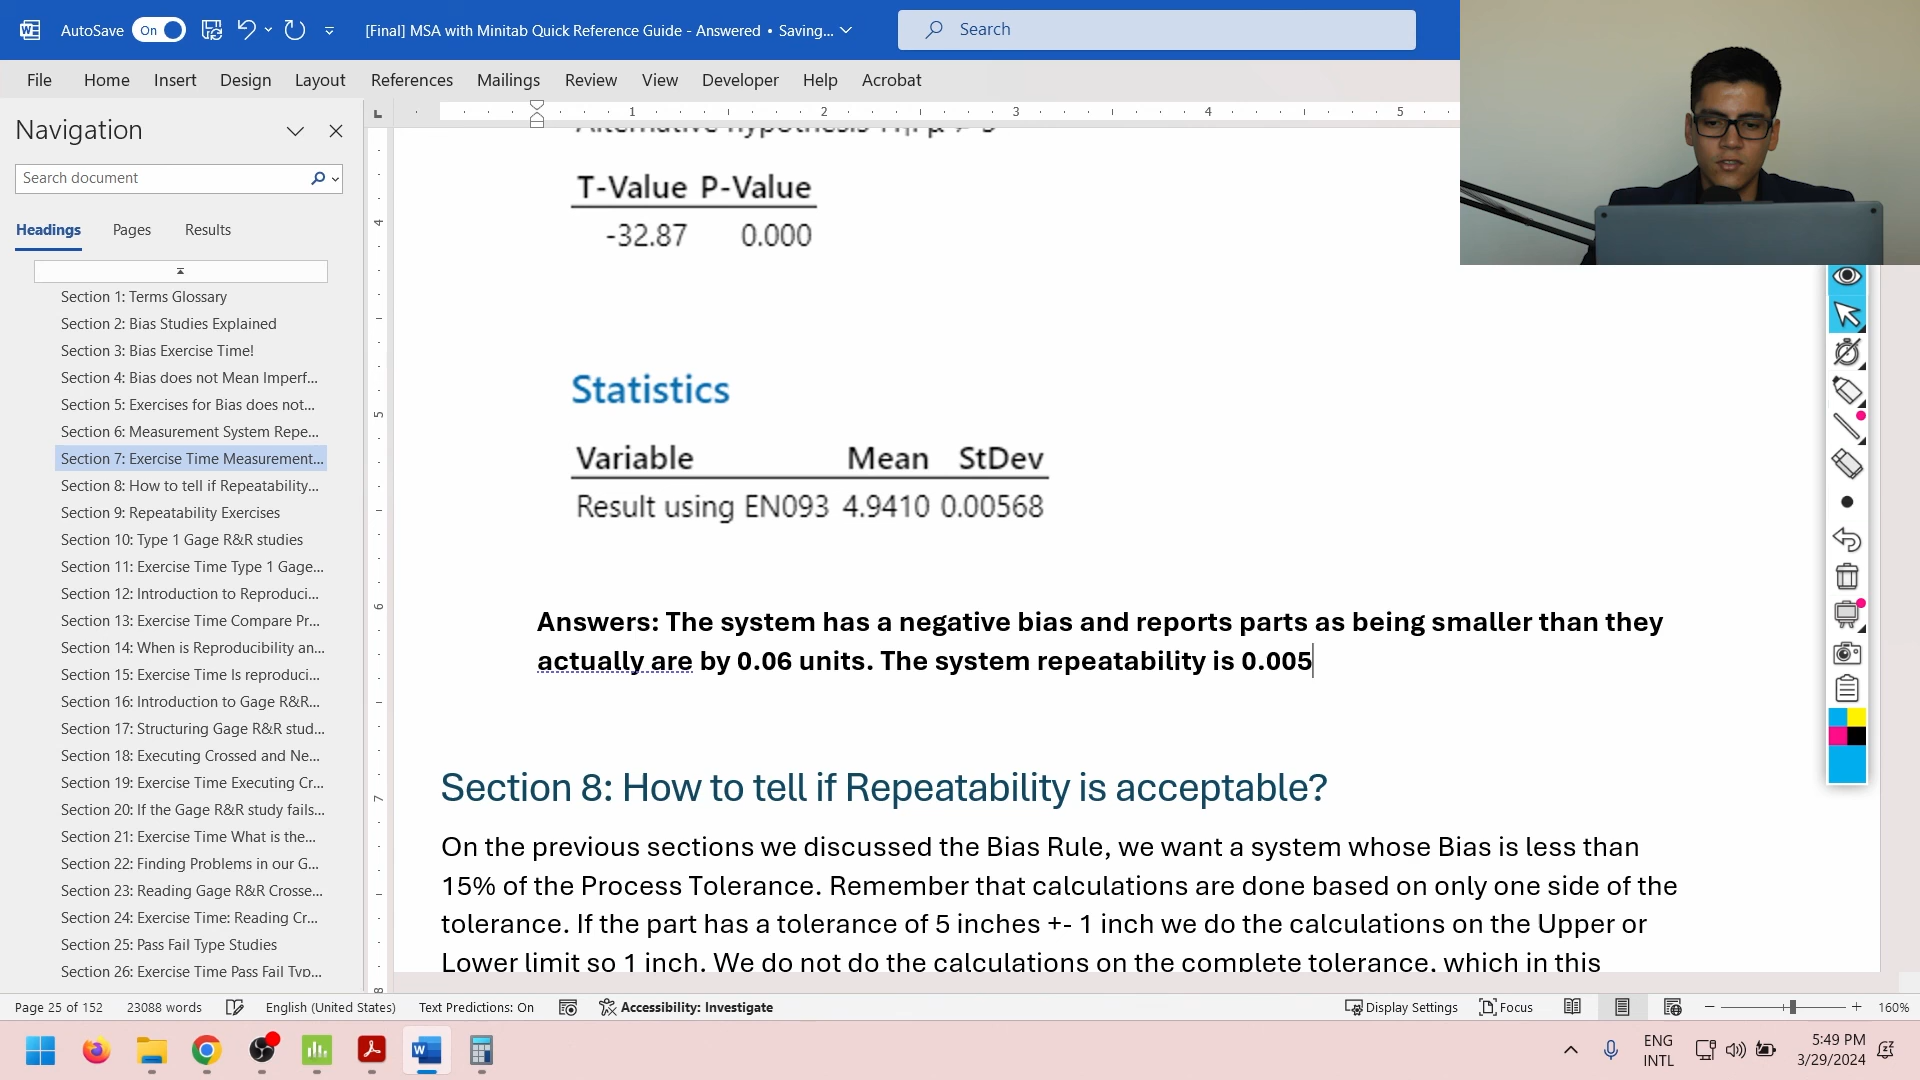 AutoSave On [Final] MSA with Minitab Quick Reference Guide - Answered • Saving... Search
File Home Insert Design Layout References Mailings Review View Developer Help Acrobat
Navigation
Search document
Headings Pages Results
Section 1: Terms Glossary
Section 2: Bias Studies Explained
Section 3: Bias Exercise Time!
Section 4: Bias does not Mean Imperf...
Section 5: Exercises for Bias does not...
Section 6: Measurement System Repe...
Section 7: Exercise Time Measurement...
Section 8: How to tell if Repeatability...
Section 9: Repeatability Exercises
Section 10: Type 1 Gage R&R studies
Section 11: Exercise Time Type 1 Gage...
Section 12: Introduction to Reproduci...
Section 13: Exercise Time Compare Pr...
Section 14: When is Reproducibility an...
Section 15: Exercise Time Is reproduci...
Section 16: Introduction to Gage R&R...
Section 17: Structuring Gage R&R stud...
Section 18: Executing Crossed and Ne...
Section 19: Exercise Time Executing Cr...
Section 20: If the Gage R&R study fails...
Section 21: Exercise Time What is the...
Section 22: Finding Problems in our G...
Section 23: Reading Gage R&R Crosse...
Section 24: Exercise Time: Reading Cr...
Section 25: Pass Fail Type Studies
Section 26: Exercise Time Pass Fail Typ...
1 2 3 4 5
4
5
6
7
8
Alternative hypothesis H₁: μ ≠ 5
T-Value P-Value
-32.87 0.000
Statistics
Variable Mean StDev
Result using EN093 4.9410 0.00568
Answers: The system has a negative bias and reports parts as being smaller than they
actually are by 0.06 units. The system repeatability is 0.005
Section 8: How to tell if Repeatability is acceptable?
On the previous sections we discussed the Bias Rule, we want a system whose Bias is less than
15% of the Process Tolerance. Remember that calculations are done based on only one side of the
tolerance. If the part has a tolerance of 5 inches +- 1 inch we do the calculations on the Upper or
Lower limit so 1 inch. We do not do the calculations on the complete tolerance, which in this
Page 25 of 152 23088 words English (United States) Text Predictions: On Accessibility: Investigate Display Settings Focus 160%
ENG
INTL
5:49 PM
3/29/2024